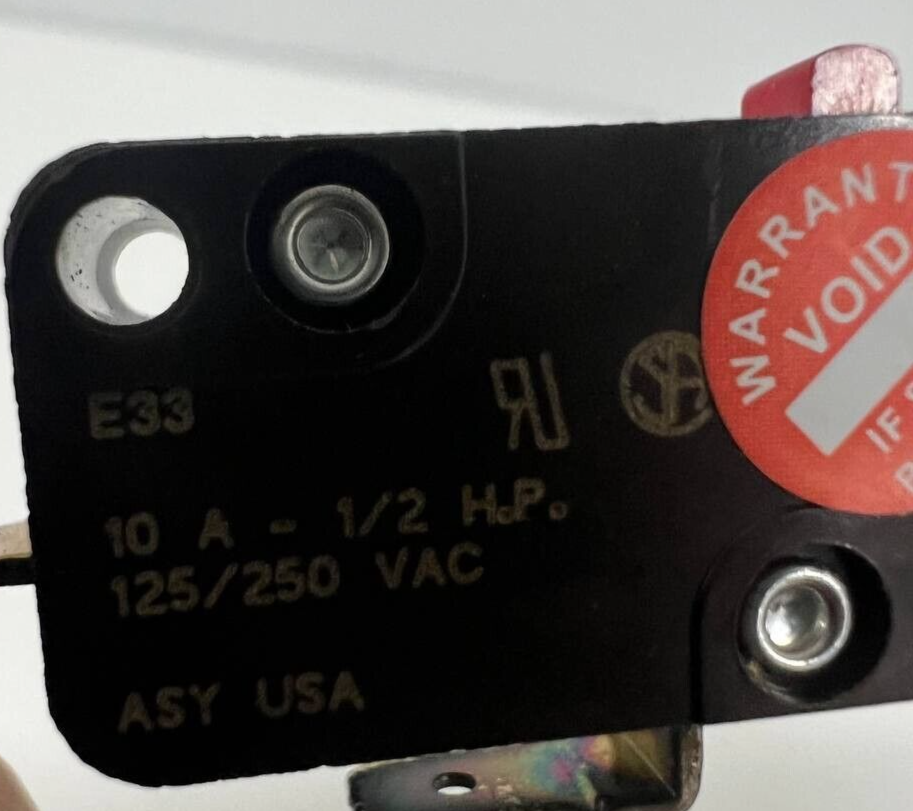 E33
10 A - 1/2 H.P.
125/250 VAC
ASY USA
WARRANT
VOID
IF